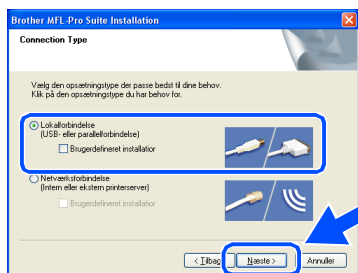 Brother MFL-Pro Suite Installation
Connection Type
Vælg den opsætningstype der passe bedst til dine behov.
Klik på den opsætningstype du har behov for.
Lokalforbindelse
(USB- eller parallelforbindelse)
Brugerdefineret installation
Netværksforbindelse
(Intern eller ekstern printerserver)
Brugerdefineret installation
< Tilbag
Næste >
Annuller